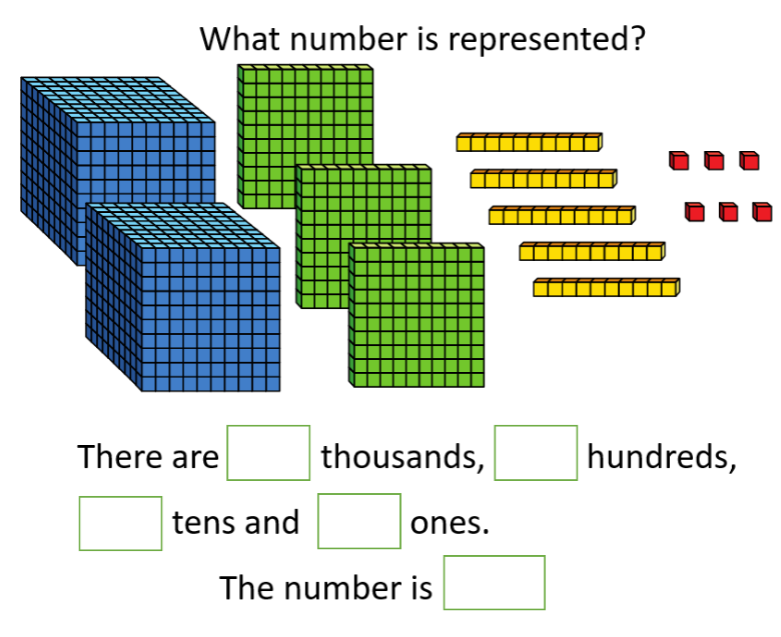 What number is represented?
There are thousands, hundreds,
tens and ones.
The number is